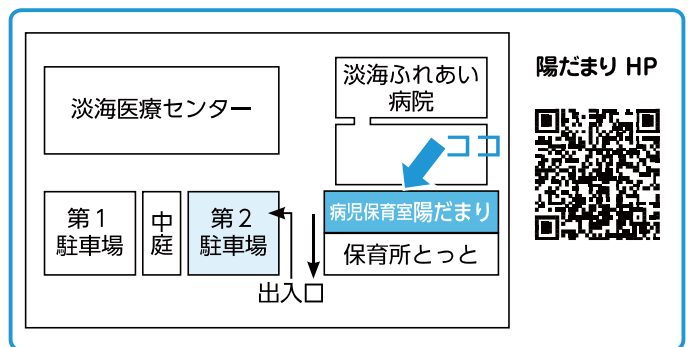 淡海医療センター
淡海ふれあい
病院
ココ
病児保育室陽だまり
保育所とっと
第1
駐車場
中
庭
第2
駐車場
出入口
陽だまり HP